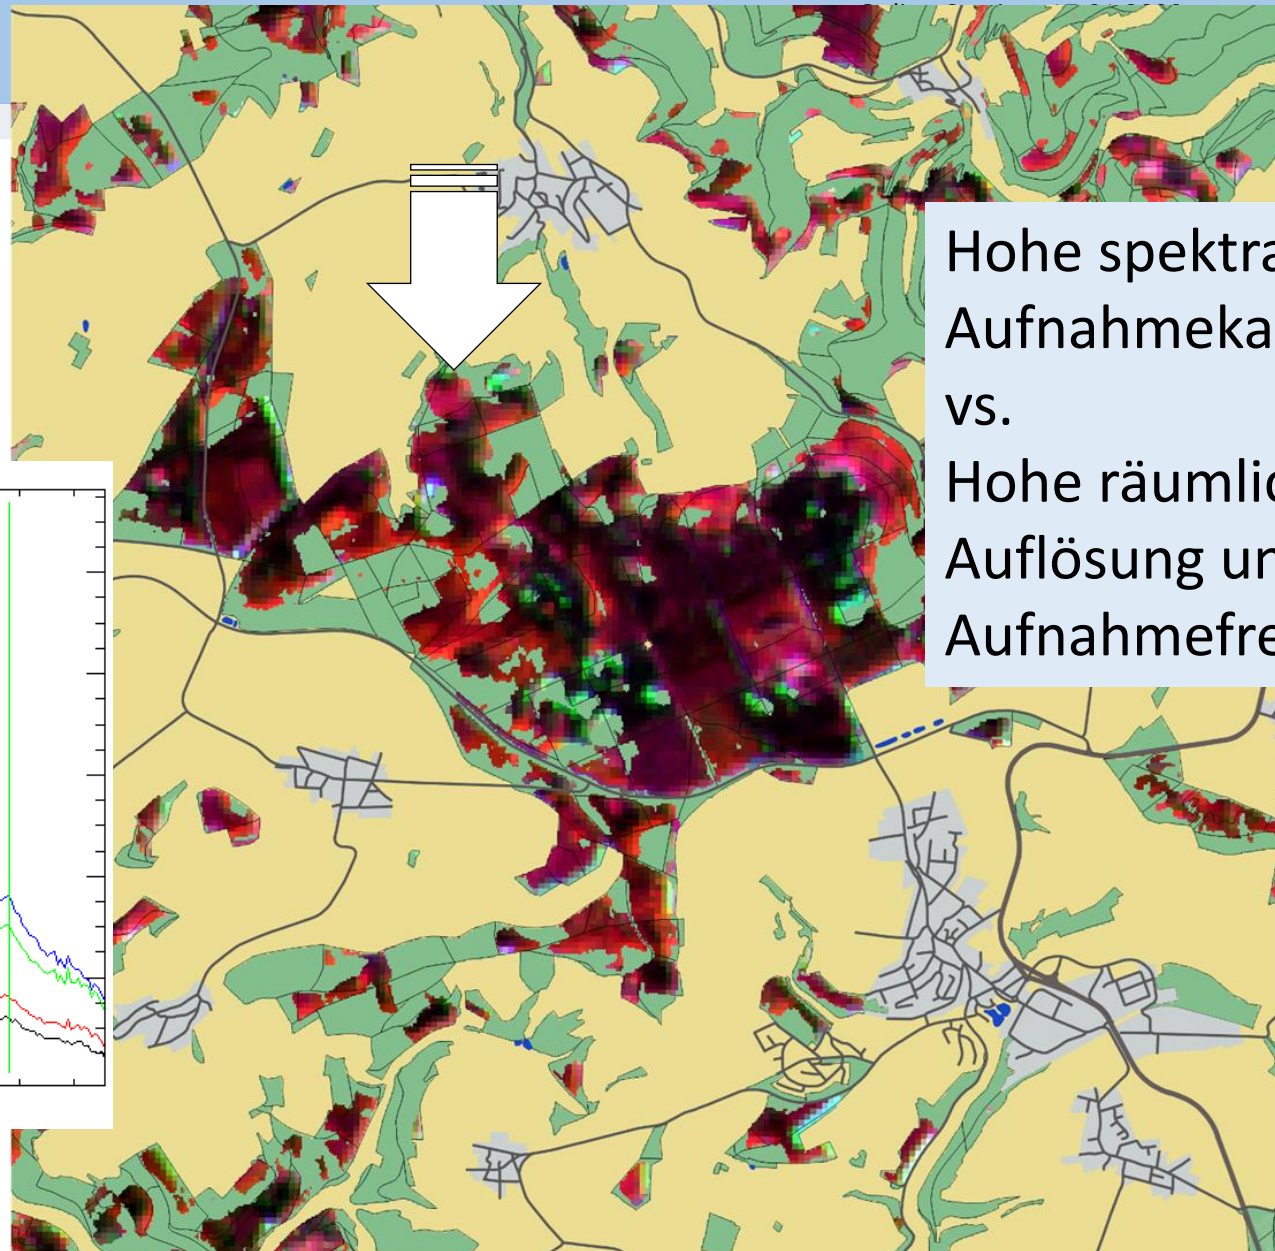 Hohe spektra
Aufnahmeka
vs.
Hohe räumlic
Auflösung un
Aufnahmefre